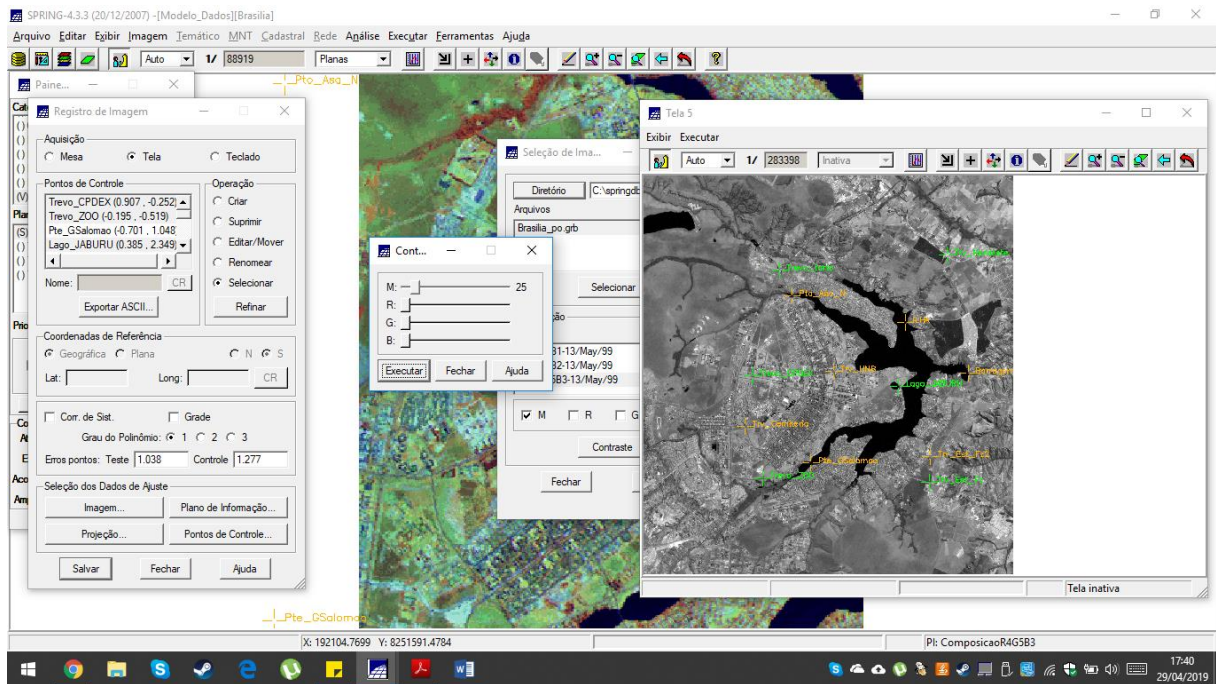 SPRING-4.3.3 (20/12/2007) -[Modelo_Dados][Brasilia]
Arquivo Editar Exibir Imagem Temático MNT Cadastral Rede Análise Executar Ferramentas Ajuda
Auto 1/ 88919 Planas
Paine...
Pto_Asa_N
Registro de Imagem
Aquisição
Mesa Tela Teclado
Pontos de Controle
Trevo_CPDEX (0.907 , -0.252)
Trevo_ZOO (-0.195 , -0.519)
Pte_GSalomao (-0.701 , 1.048)
Lago_JABURU (0.385 , 2.349)
Nome: CR
Exportar ASCII...
Operação
Criar
Suprimir
Editar/Mover
Renomear
Selecionar
Refinar
Coordenadas de Referência
Geográfica Plana N S
Lat: Long: CR
Corr. de Sist. Grade
Grau do Polinômio: 1 2 3
Erros pontos: Teste 1.038 Controle 1.277
Seleção dos Dados de Ajuste
Imagem... Plano de Informação...
Projeção... Pontos de Controle...
Salvar Fechar Ajuda
Seleção de Ima...
Diretório C:\springdb
Arquivos
Brasilia_po.grb
Selecionar
31-13/May/99
32-13/May/99
5B3-13/May/99
M R G
Contraste
Fechar
Cont...
M: 25
R:
G:
B:
Executar Fechar Ajuda
Tela 5
Exibir Executar
Auto 1/ 283398 Inativa
Pto_Asa_N
Lago_JABURU
Pte_GSalomao
Trevo_ZOO
Tela inativa
Pte_GSalomao
X: 192104.7699 Y: 8251591.4784
PI: ComposicaoR4G5B3
17:40
29/04/2019